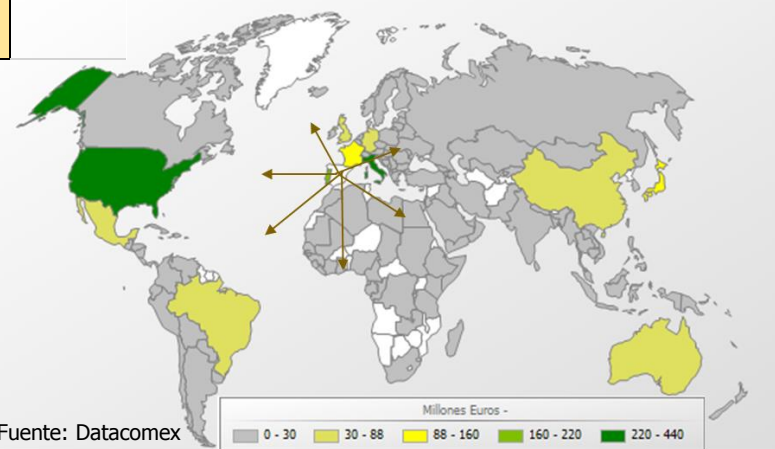 Millones Euros -
Fuente: Datacomex
0 - 30 30 - 88 88 - 160 160 - 220 220 - 440